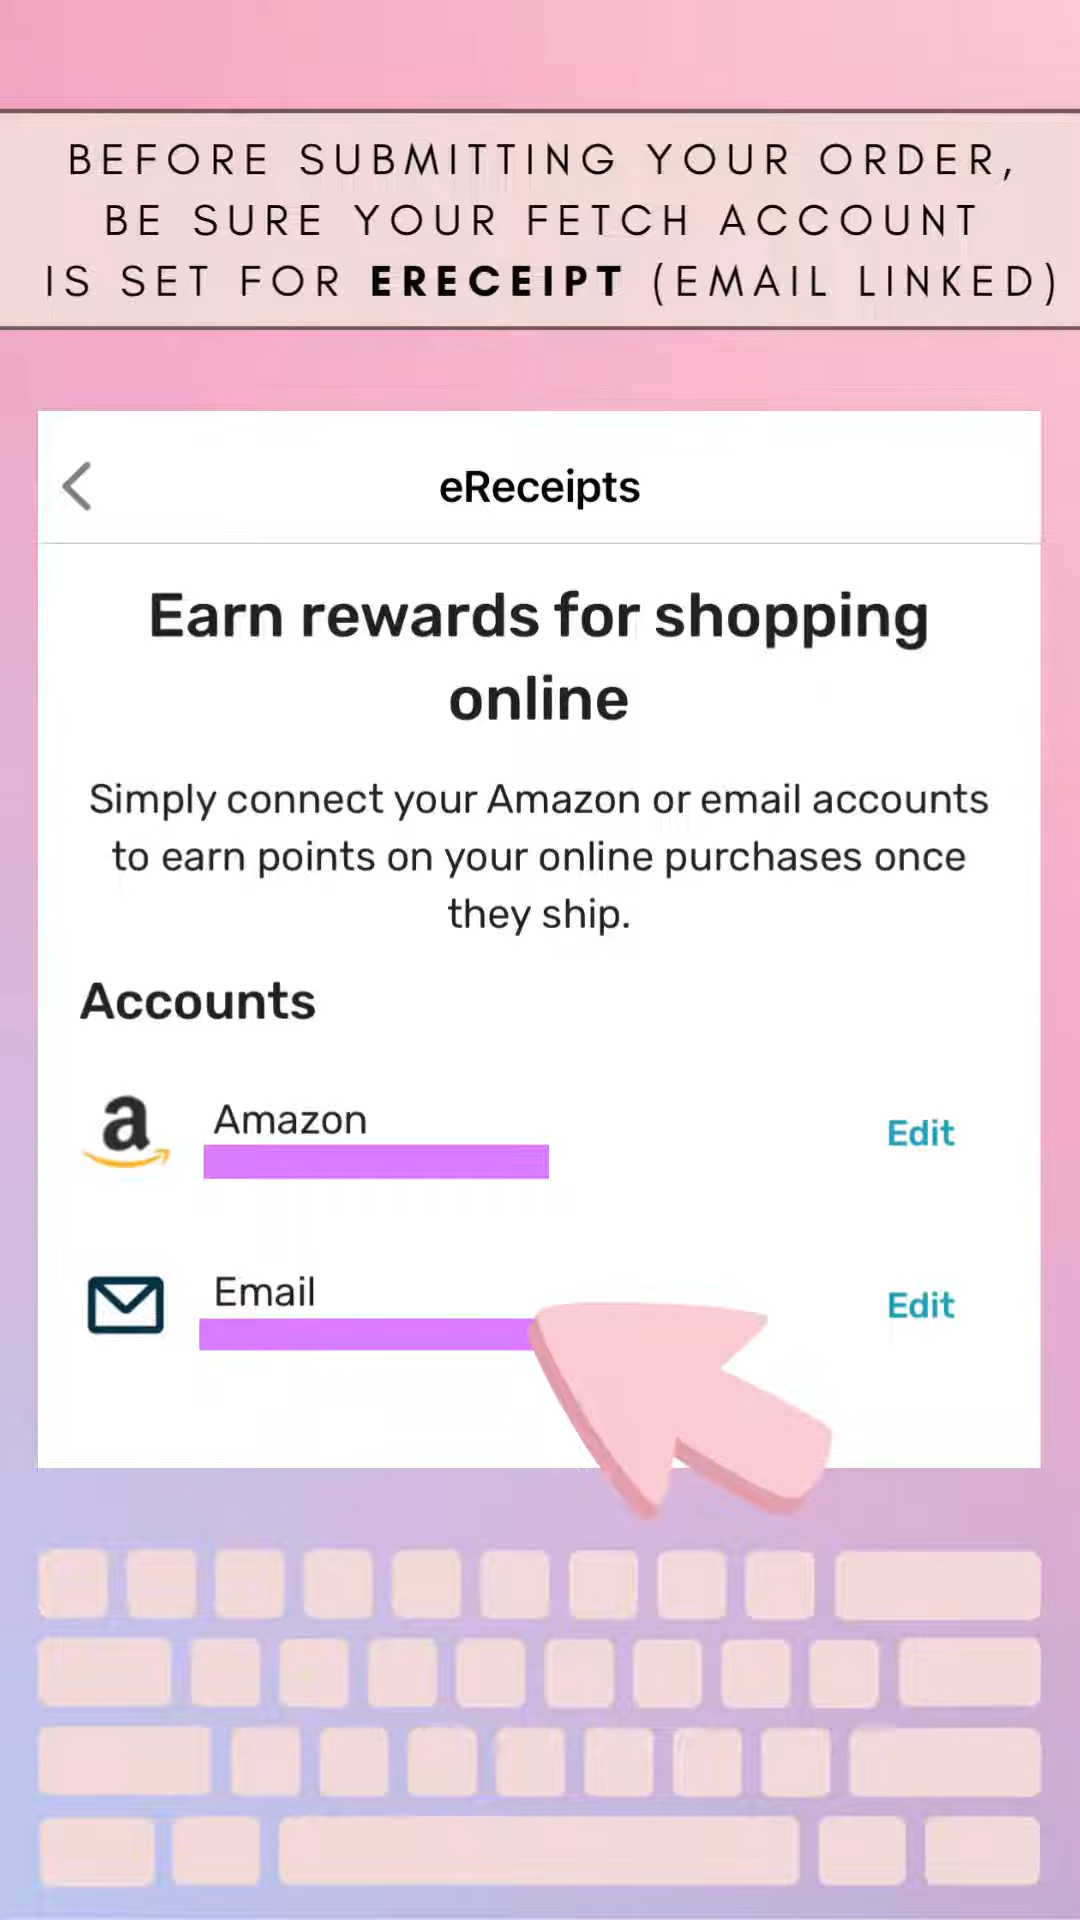 BEFORE SUBMITTING YOUR ORDER,
BE SURE YOUR FETCH ACCOUNT
IS SET FOR ERECEIPT (EMAIL LINKED)
eReceipts
Earn rewards for shopping
online
Simply connect your Amazon or email accounts
to earn points on your online purchases once
they ship.
Accounts
a
Amazon
Edit
Email
Edit